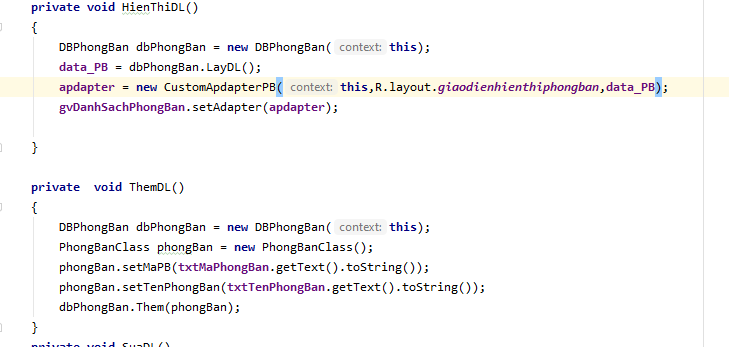 private void HienThiDL()
{
DBPhongBan dbPhongBan = new DBPhongBan( context: this);
data_PB = dbPhongBan.LayDL();
apdapter = new CustomApdapterPB( context: this,R.layout.giaodienhienthiphongban,data_PB);
gvDanhSachPhongBan.setAdapter(apdapter);
}
private  void ThemDL()
{
DBPhongBan dbPhongBan = new DBPhongBan( context: this);
PhongBanClass phongBan = new PhongBanClass();
phongBan.setMaPB(txtMaPhongBan.getText().toString());
phongBan.setTenPhongBan(txtTenPhongBan.getText().toString());
dbPhongBan.Them(phongBan);
}
private void SuaDL()